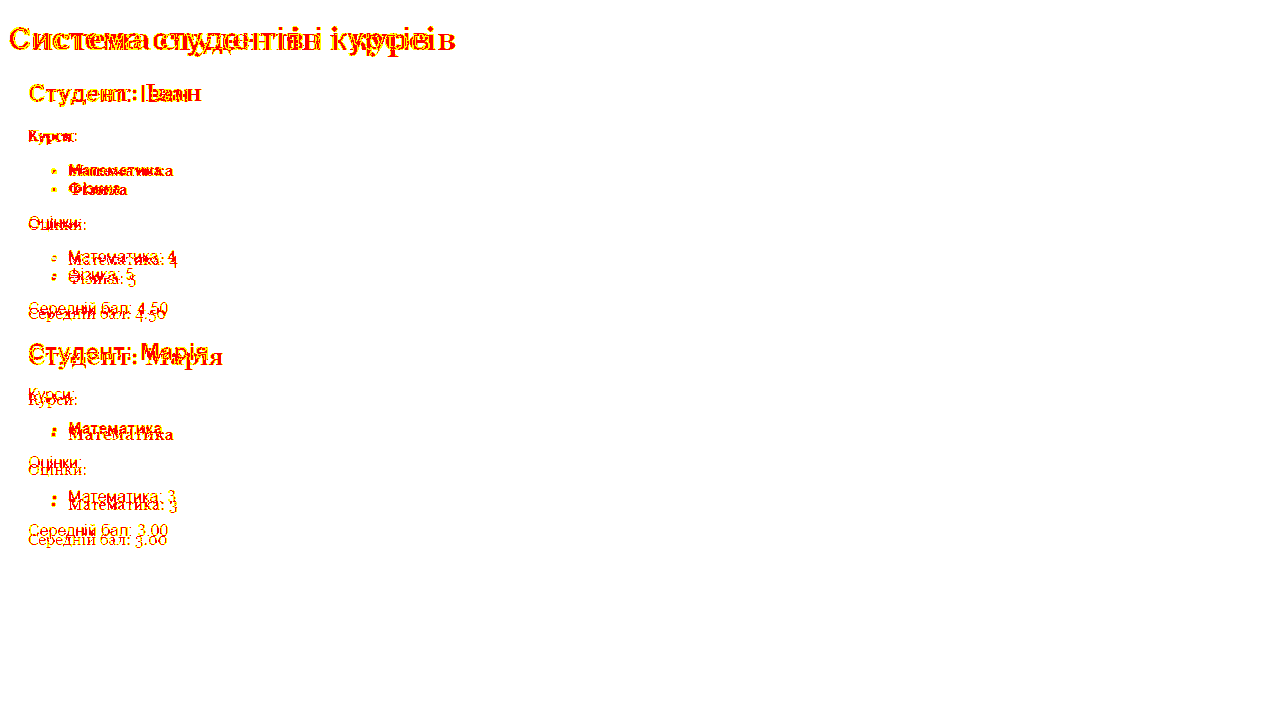 Система студентів і курсів
Студент: Іван
Курси:
Математика
Фізика
Оцінки:
Математика: 4
Фізика: 5
Середній бал: 4.50
Студент: Марія
Курси:
Математика
Оцінки:
Математика: 3
Середній бал: 3.00